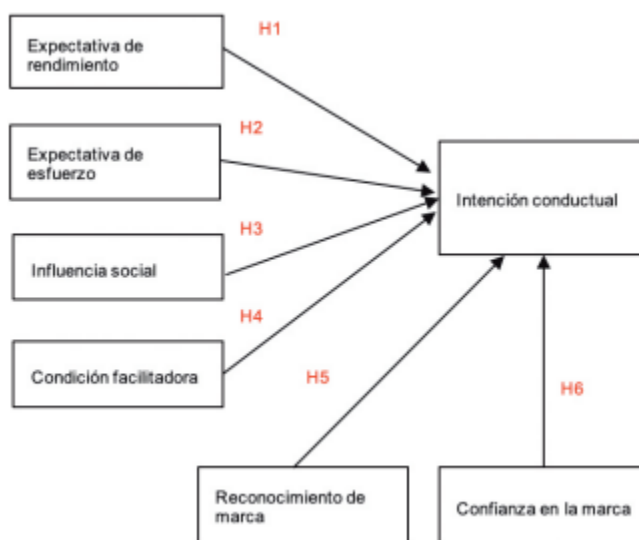 Expectativa de
rendimiento
H1
Expectativa de
esfuerzo
H2
Intención conductual
Influencia social
H3
Condición facilitadora
H4
H5
H6
Reconocimiento de
marca
Confianza en la marca